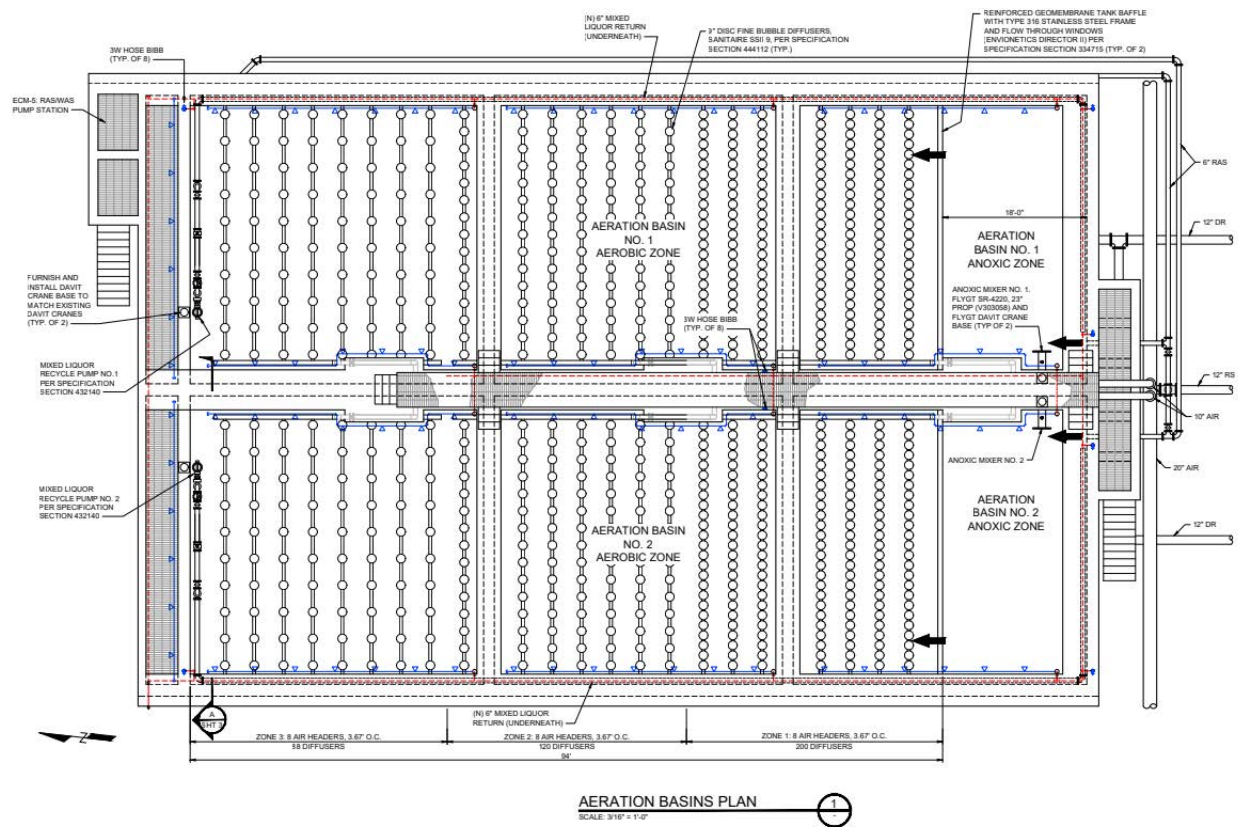 (N) 6" MIXED
LIQUOR RETURN
(UNDERNEATH)
9" DISC FINE BUBBLE DIFFUSERS,
SANITAIRE SSII 9, PER SPECIFICATION
SECTION 444112 (TYP.)
REINFORCED GEOMEMBRANE TANK BAFFLE
WITH TYPE 316 STAINLESS STEEL FRAME
AND FLOW THROUGH WINDOWS
(ENVIONETICS DIRECTOR II) PER
SPECIFICATION SECTION 334715 (TYP. OF 2)
3W HOSE BIBB
(TYP. OF 8)
ECM-5: RAS/WAS
PUMP STATION
6" RAS
18'-0"
12" DR
AERATION BASIN
NO. 1
AEROBIC ZONE
AERATION
BASIN NO. 1
ANOXIC ZONE
FURNISH AND
INSTALL DAVIT
CRANE BASE TO
MATCH EXISTING
DAVIT CRANES
(TYP. OF 2)
ANOXIC MIXER NO. 1.
FLYGT SR-4220, 23"
PROP (V303058) AND
FLYGT DAVIT CRANE
BASE (TYP OF 2)
3W HOSE BIBB
(TYP. OF 8)
MIXED LIQUOR
RECYCLE PUMP NO.1
PER SPECIFICATION
SECTION 432140
12" RS
10" AIR
ANOXIC MIXER NO. 2
20" AIR
MIXED LIQUOR
RECYCLE PUMP NO. 2
PER SPECIFICATION
SECTION 432140
AERATION BASIN
NO. 2
AEROBIC ZONE
AERATION
BASIN NO. 2
ANOXIC ZONE
12" DR
A
SHT 3
(N) 6" MIXED LIQUOR
RETURN (UNDERNEATH)
Z
ZONE 3: 8 AIR HEADERS, 3.67' O.C.
ZONE 2: 8 AIR HEADERS, 3.67' O.C.
ZONE 1: 8 AIR HEADERS, 3.67' O.C.
DIFFUSERS
120 DIFFUSERS
200 DIFFUSERS
94'
AERATION BASINS PLAN
1
-
SCALE: 3/16" = 1'-0"